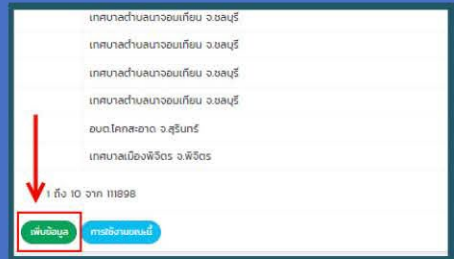 เทศบาลตำบลนาจอมเทียน จ.ชลบุรี
เทศบาลตำบลนาจอมเทียน จ.ชลบุรี
เทศบาลตำบลนาจอมเทียน จ.ชลบุรี
เทศบาลตำบลนาจอมเทียน จ.ชลบุรี
อบต.โคกสะอาด จ.สุรินทร์
เทศบาลเมืองพิจิตร จ.พิจิตร
1 ถึง 10 จาก 111898
เพิ่มข้อมูล การใช้งานขณะนี้